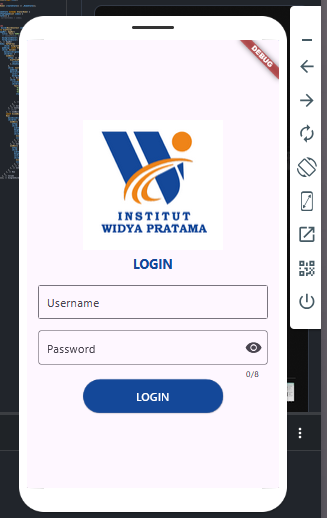 DEBUG
INSTITUT
WIDYA PRATAMA
LOGIN
Username
Password
0/8
LOGIN